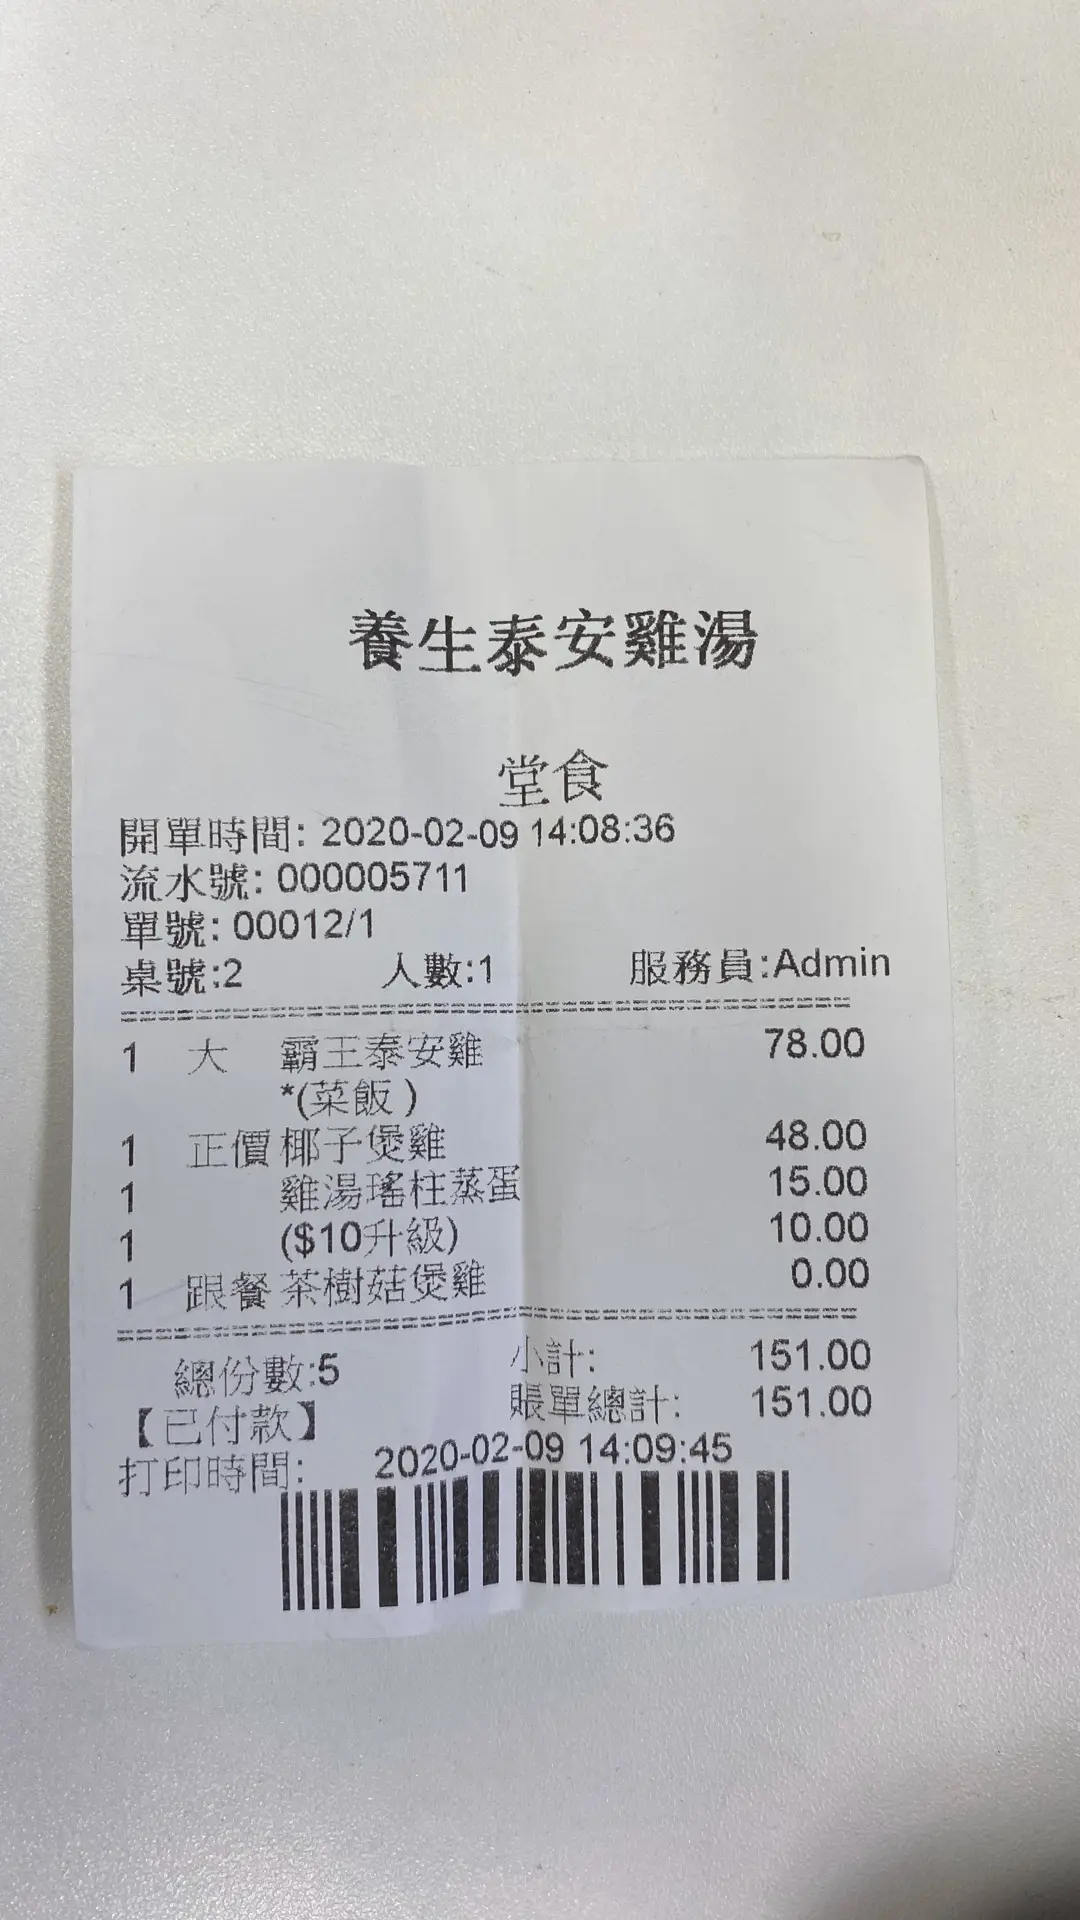 養生泰安雞湯
堂食
開單時間: 2020-02-09 14:08:36
流水號: 000005711
單號: 00012/1
桌號:2 人數:1 服務員:Admin
1 大 霸王泰安雞 78.00
*(菜飯 )
1 正價 椰子煲雞 48.00
1 雞湯瑤柱蒸蛋 15.00
1 ($10升級) 10.00
1 跟餐 茶樹菇煲雞 0.00
總份數:5 小計: 151.00
【已付款】 賬單總計: 151.00
打印時間: 2020-02-09 14:09:45